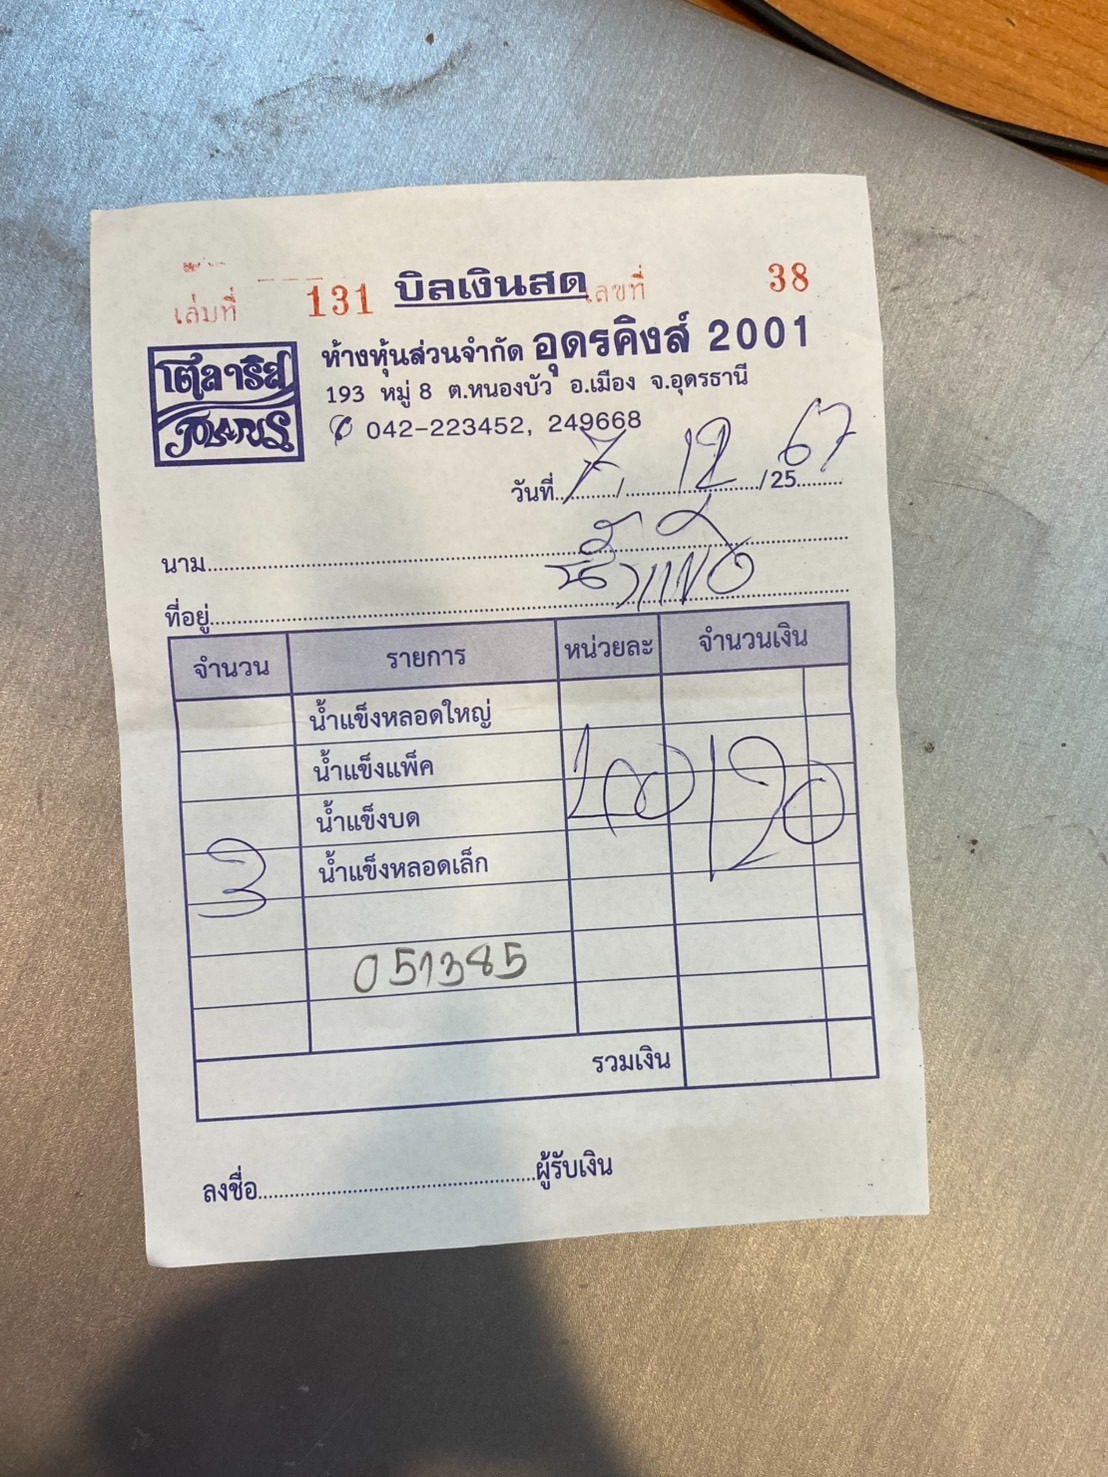 เล่มที่ 131 บิลเงินสด เลขที่ 38
โตลาริส
POLARIS
ห้างหุ้นส่วนจำกัด อุดรคิงส์ 2001
193 หมู่ 8 ต.หนองบัว อ.เมือง จ.อุดรธานี
042-223452, 249668
วันที่ 7 / 12 / 25 67
นาม
ที่อยู่
จำนวน รายการ หน่วยละ จำนวนเงิน
น้ำแข็งหลอดใหญ่
น้ำแข็งแพ็ค
น้ำแข็งบด
3 น้ำแข็งหลอดเล็ก 120
051385
รวมเงิน
ลงชื่อ ผู้รับเงิน